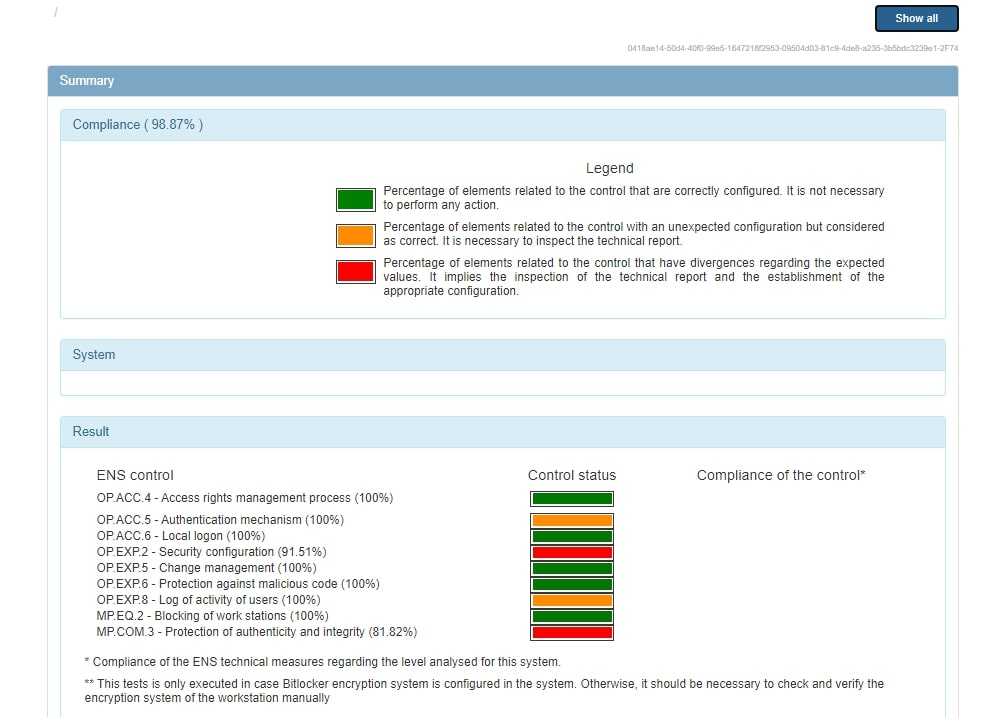 /
Show all
0418ae14-50d4-40f0-99e5-1647218f2953-09504d03-81c9-4de8-a235-3b5bdc3239e1-2F74
Summary
Compliance ( 98.87% )
Legend
Percentage of elements related to the control that are correctly configured. It is not necessary
to perform any action.
Percentage of elements related to the control with an unexpected configuration but considered
as correct. It is necessary to inspect the technical report.
Percentage of elements related to the control that have divergences regarding the expected
values. It implies the inspection of the technical report and the establishment of the
appropriate configuration.
System
Result
ENS control Control status Compliance of the control*
OP.ACC.4 - Access rights management process (100%)
OP.ACC.5 - Authentication mechanism (100%)
OP.ACC.6 - Local logon (100%)
OP.EXP.2 - Security configuration (91.51%)
OP.EXP.5 - Change management (100%)
OP.EXP.6 - Protection against malicious code (100%)
OP.EXP.8 - Log of activity of users (100%)
MP.EQ.2 - Blocking of work stations (100%)
MP.COM.3 - Protection of authenticity and integrity (81.82%)
* Compliance of the ENS technical measures regarding the level analysed for this system.
** This tests is only executed in case Bitlocker encryption system is configured in the system. Otherwise, it should be necessary to check and verify the
encryption system of the workstation manually